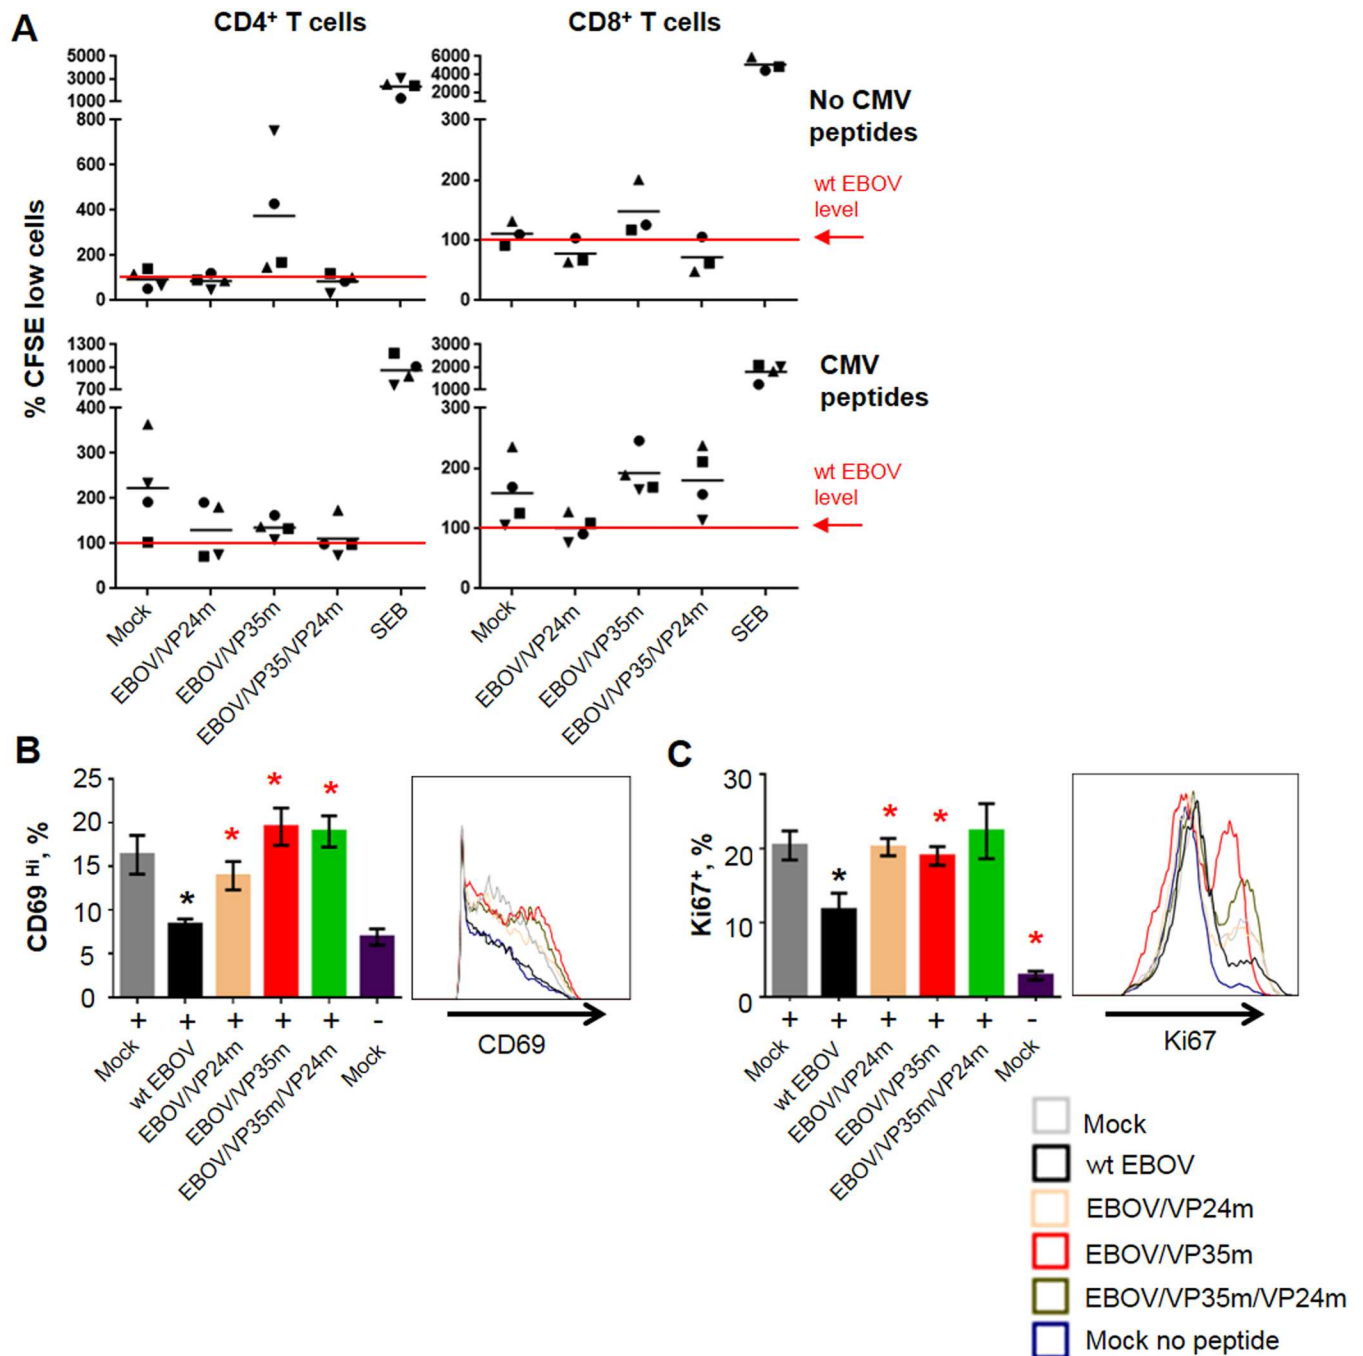 A
CD4+ T cells
CD8+ T cells
% CFSE low cells
5000
3000
1000
800
600
400
200
0
6000
4000
2000
300
200
100
0
No CMV
peptides
wt EBOV
level
1300
1000
700
400
300
200
100
0
3000
2000
1000
300
200
100
0
CMV
peptides
wt EBOV
level
Mock
EBOV/VP24m
EBOV/VP35m
EBOV/VP35/VP24m
SEB
Mock
EBOV/VP24m
EBOV/VP35m
EBOV/VP35/VP24m
SEB
B
CD69 Hi, %
25
20
15
10
5
0
* * * *
+ + + + + -
Mock
wt EBOV
EBOV/VP24m
EBOV/VP35m
EBOV/VP35m/VP24m
Mock
CD69
C
Ki67+, %
30
20
10
0
* * * *
+ + + + + -
Mock
wt EBOV
EBOV/VP24m
EBOV/VP35m
EBOV/VP35m/VP24m
Mock
Ki67
Mock
wt EBOV
EBOV/VP24m
EBOV/VP35m
EBOV/VP35m/VP24m
Mock no peptide